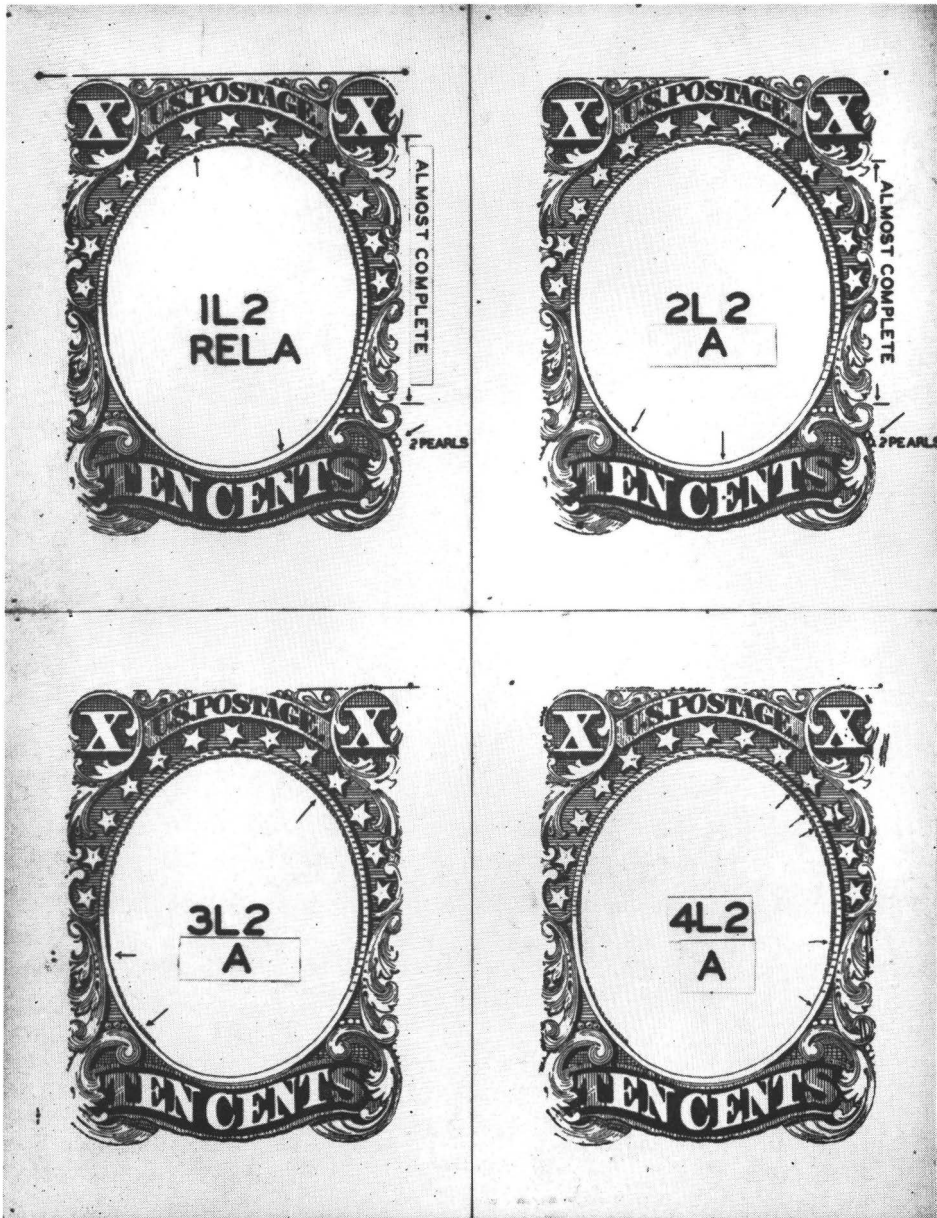 X U.S.POSTAGE X
ALMOST COMPLETE
1L2
RELA
2 PEARLS
TEN CENTS
X U.S.POSTAGE X
ALMOST COMPLETE
2L2
A
2 PEARLS
TEN CENTS
X U.S.POSTAGE X
3L2
A
TEN CENTS
X U.S.POSTAGE X
4L2
A
TEN CENTS